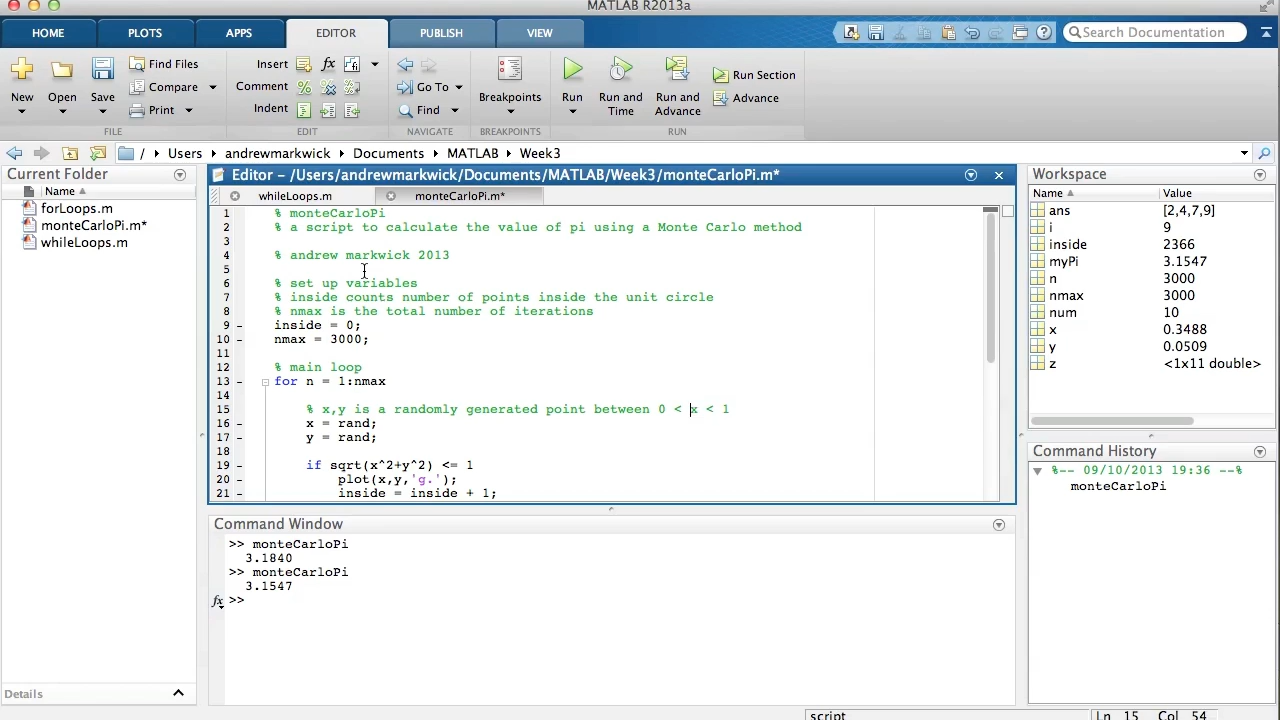 MATLAB R2013a
HOME PLOTS APPS EDITOR PUBLISH VIEW Search Documentation
New Open Save Find Files Compare Print
Insert Comment Indent
Go To Find
Breakpoints
Run Run and Time Run and Advance Run Section Advance
FILE EDIT NAVIGATE BREAKPOINTS RUN
/ Users andrewmarkwick Documents MATLAB Week3
Current Folder
Name
forLoops.m
monteCarloPi.m*
whileLoops.m
Details
Editor - /Users/andrewmarkwick/Documents/MATLAB/Week3/monteCarloPi.m*
whileLoops.m monteCarloPi.m*
1 % monteCarloPi
2 % a script to calculate the value of pi using a Monte Carlo method
3
4 % andrew markwick 2013
5
6 % set up variables
7 % inside counts number of points inside the unit circle
8 % nmax is the total number of iterations
9 - inside = 0;
10 - nmax = 3000;
11
12 % main loop
13 - for n = 1:nmax
14
15 % x,y is a randomly generated point between 0 < x < 1
16 - x = rand;
17 - y = rand;
18
19 - if sqrt(x^2+y^2) <= 1
20 - plot(x,y,'g.');
21 - inside = inside + 1;
Command Window
>> monteCarloPi
3.1840
>> monteCarloPi
3.1547
fx >>
Workspace
Name Value
ans [2,4,7,9]
i 9
inside 2366
myPi 3.1547
n 3000
nmax 3000
num 10
x 0.3488
y 0.0509
z <1x11 double>
Command History
%-- 09/10/2013 19:36 --%
monteCarloPi
script Ln 15 Col 54